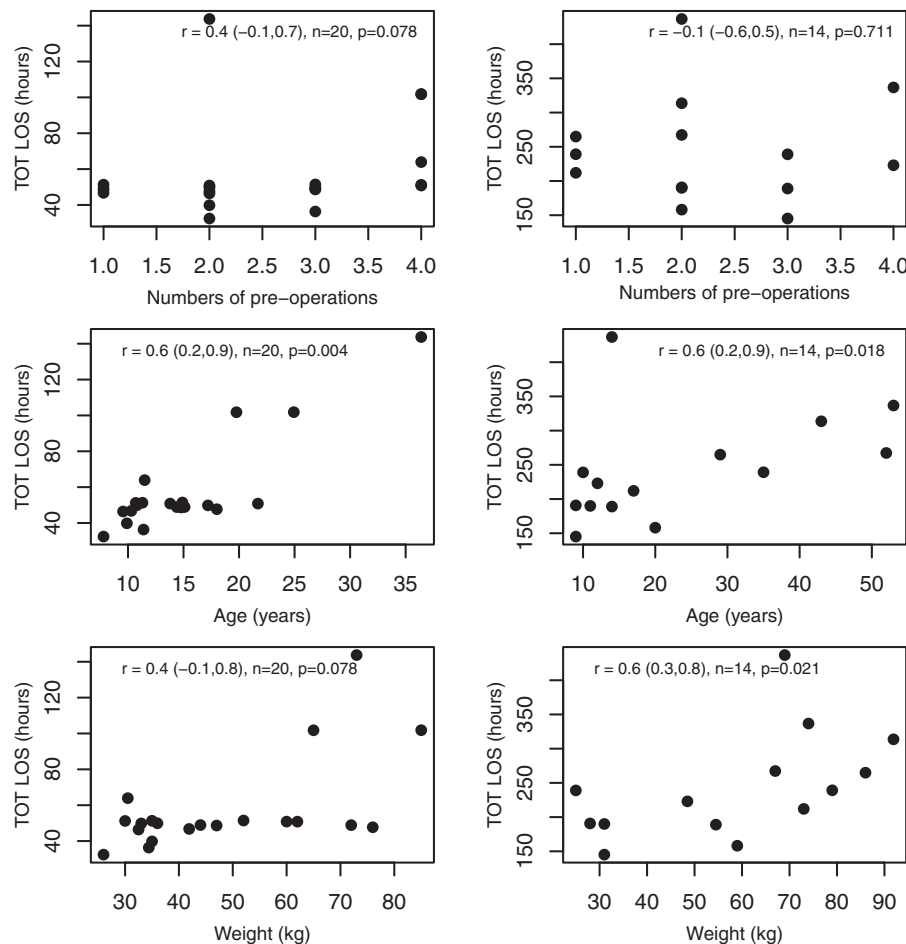 r = 0.4 (−0.1,0.7), n=20, p=0.078
TOT LOS (hours)
40 80 120
1.0 1.5 2.0 2.5 3.0 3.5 4.0
Numbers of pre−operations
r = −0.1 (−0.6,0.5), n=14, p=0.711
TOT LOS (hours)
150 250 350
1.0 1.5 2.0 2.5 3.0 3.5 4.0
Numbers of pre−operations
r = 0.6 (0.2,0.9), n=20, p=0.004
TOT LOS (hours)
40 80 120
10 15 20 25 30 35
Age (years)
r = 0.6 (0.2,0.9), n=14, p=0.018
TOT LOS (hours)
150 250 350
10 20 30 40 50
Age (years)
r = 0.4 (−0.1,0.8), n=20, p=0.078
TOT LOS (hours)
40 80 120
30 40 50 60 70 80
Weight (kg)
r = 0.6 (0.3,0.8), n=14, p=0.021
TOT LOS (hours)
150 250 350
30 40 50 60 70 80 90
Weight (kg)